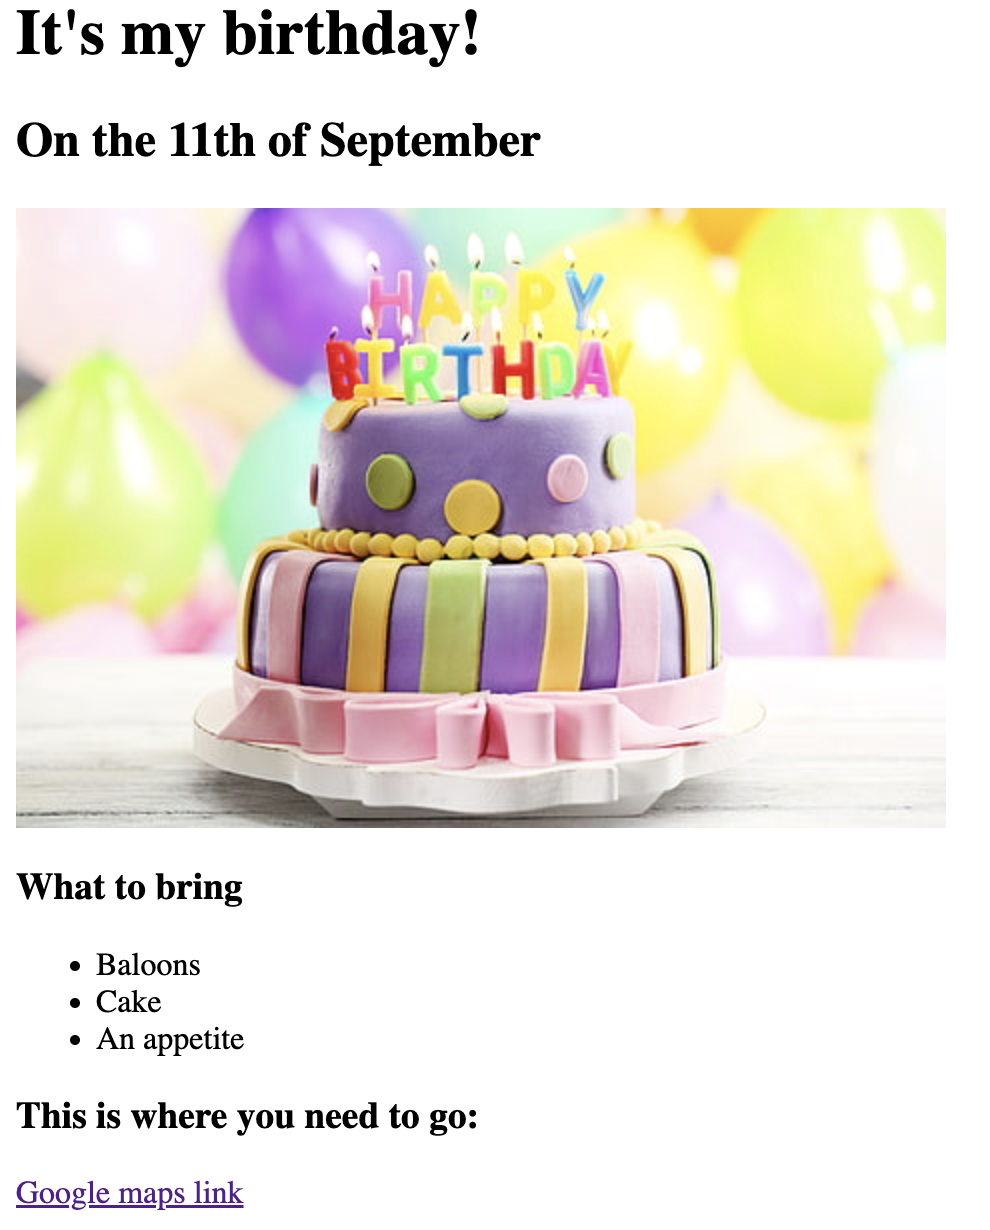 It's my birthday!
On the 11th of September
HAPPY
BIRTHDAY
What to bring
Baloons
Cake
An appetite
This is where you need to go:
Google maps link